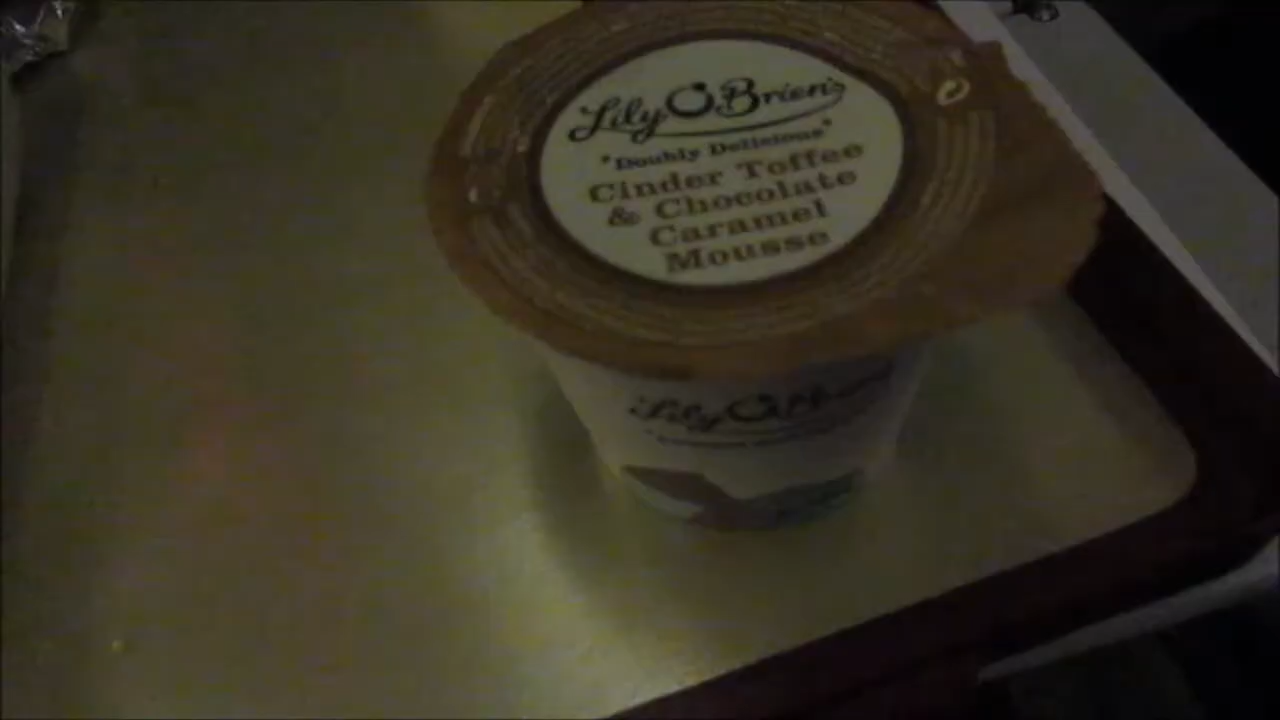 Lily O'Brien's
"Doubly Delicious"
Cinder Toffee
& Chocolate
Caramel
Mousse
Lily O'Brien's